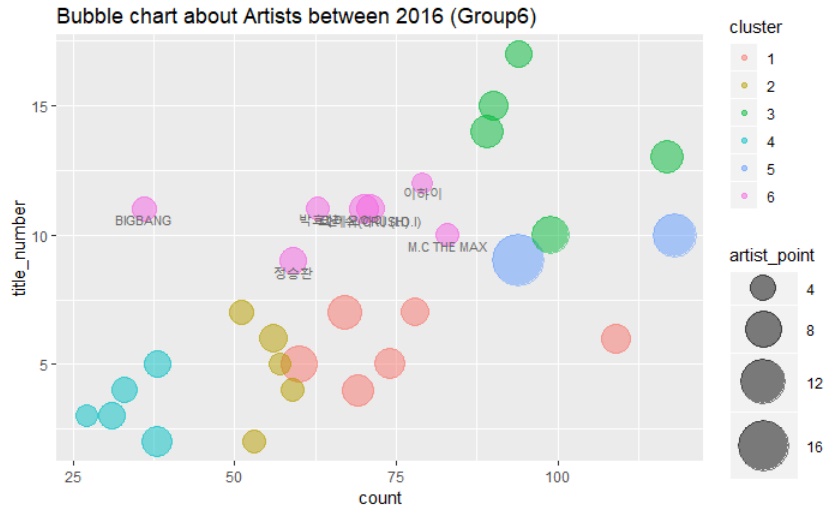 Bubble chart about Artists between 2016 (Group6)
title_number
15
10
5
이하이
BIGBANG
M.C THE MAX
정승환
25
50
75
100
count
cluster
1
2
3
4
5
6
artist_point
4
8
12
16